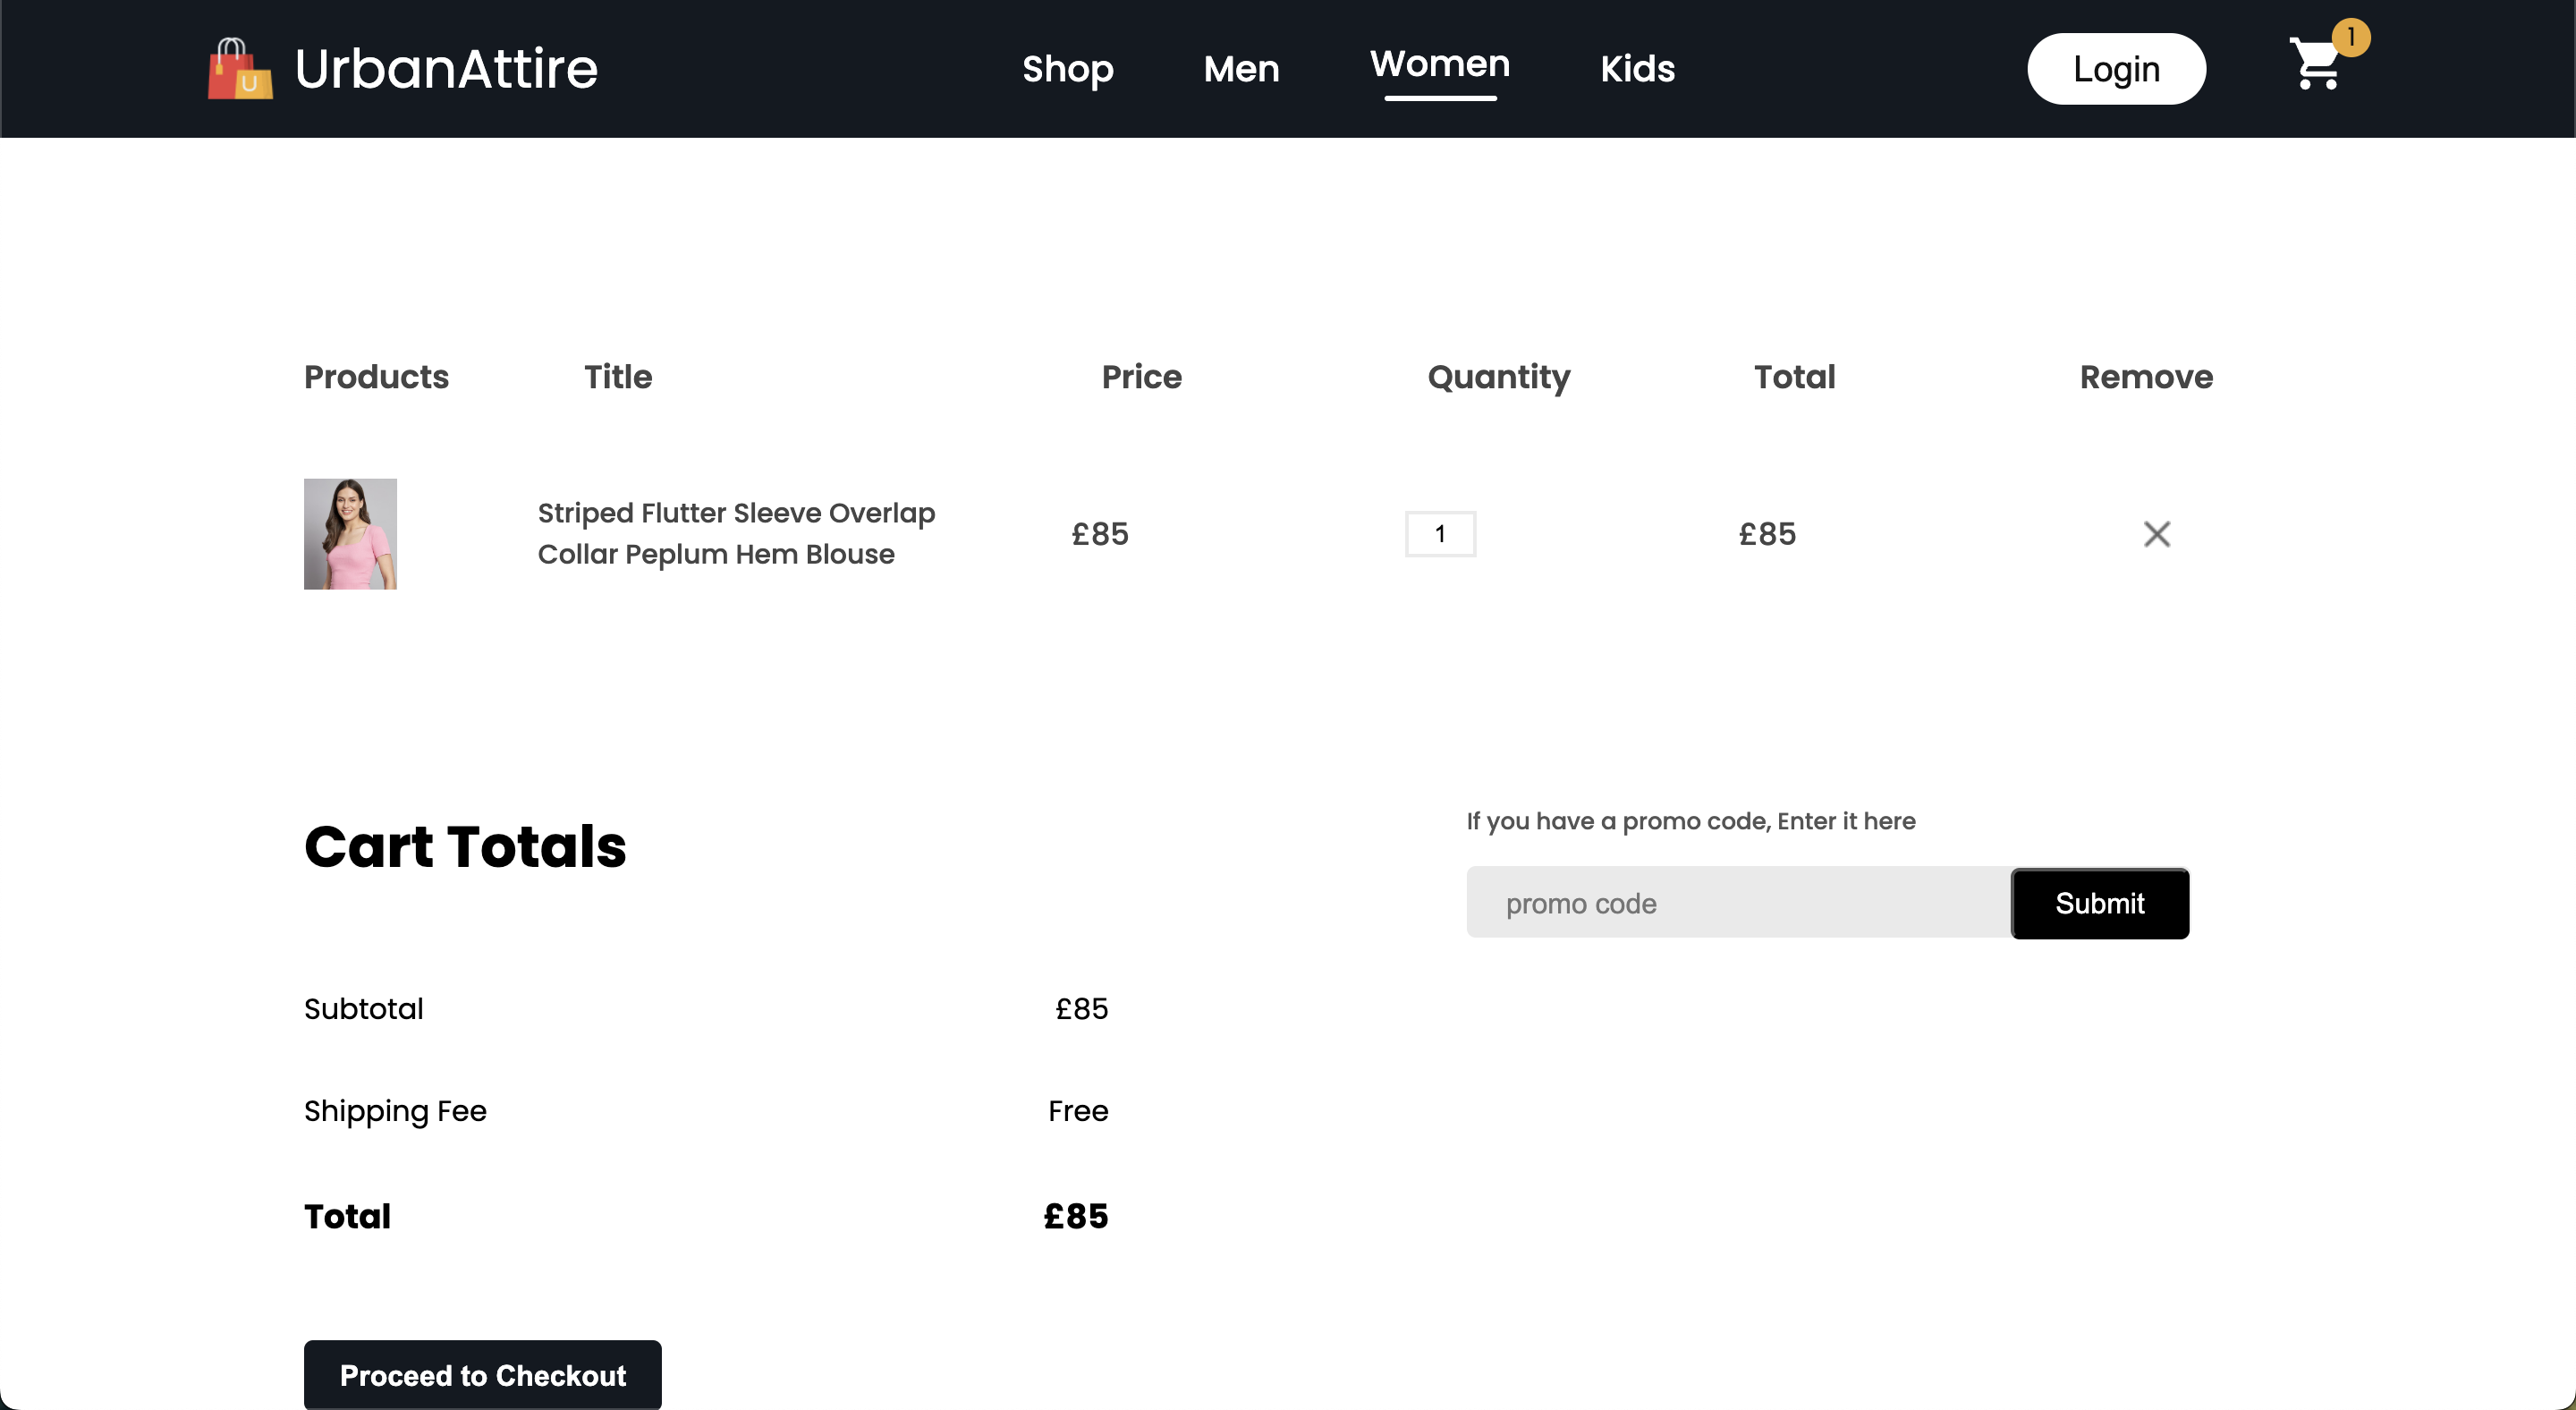 U UrbanAttire Shop Men Women Kids Login 1
Products Title Price Quantity Total Remove
Striped Flutter Sleeve Overlap
Collar Peplum Hem Blouse
£85 1 £85
If you have a promo code, Enter it here
Cart Totals
promo code Submit
Subtotal £85
Shipping Fee Free
Total £85
Proceed to Checkout